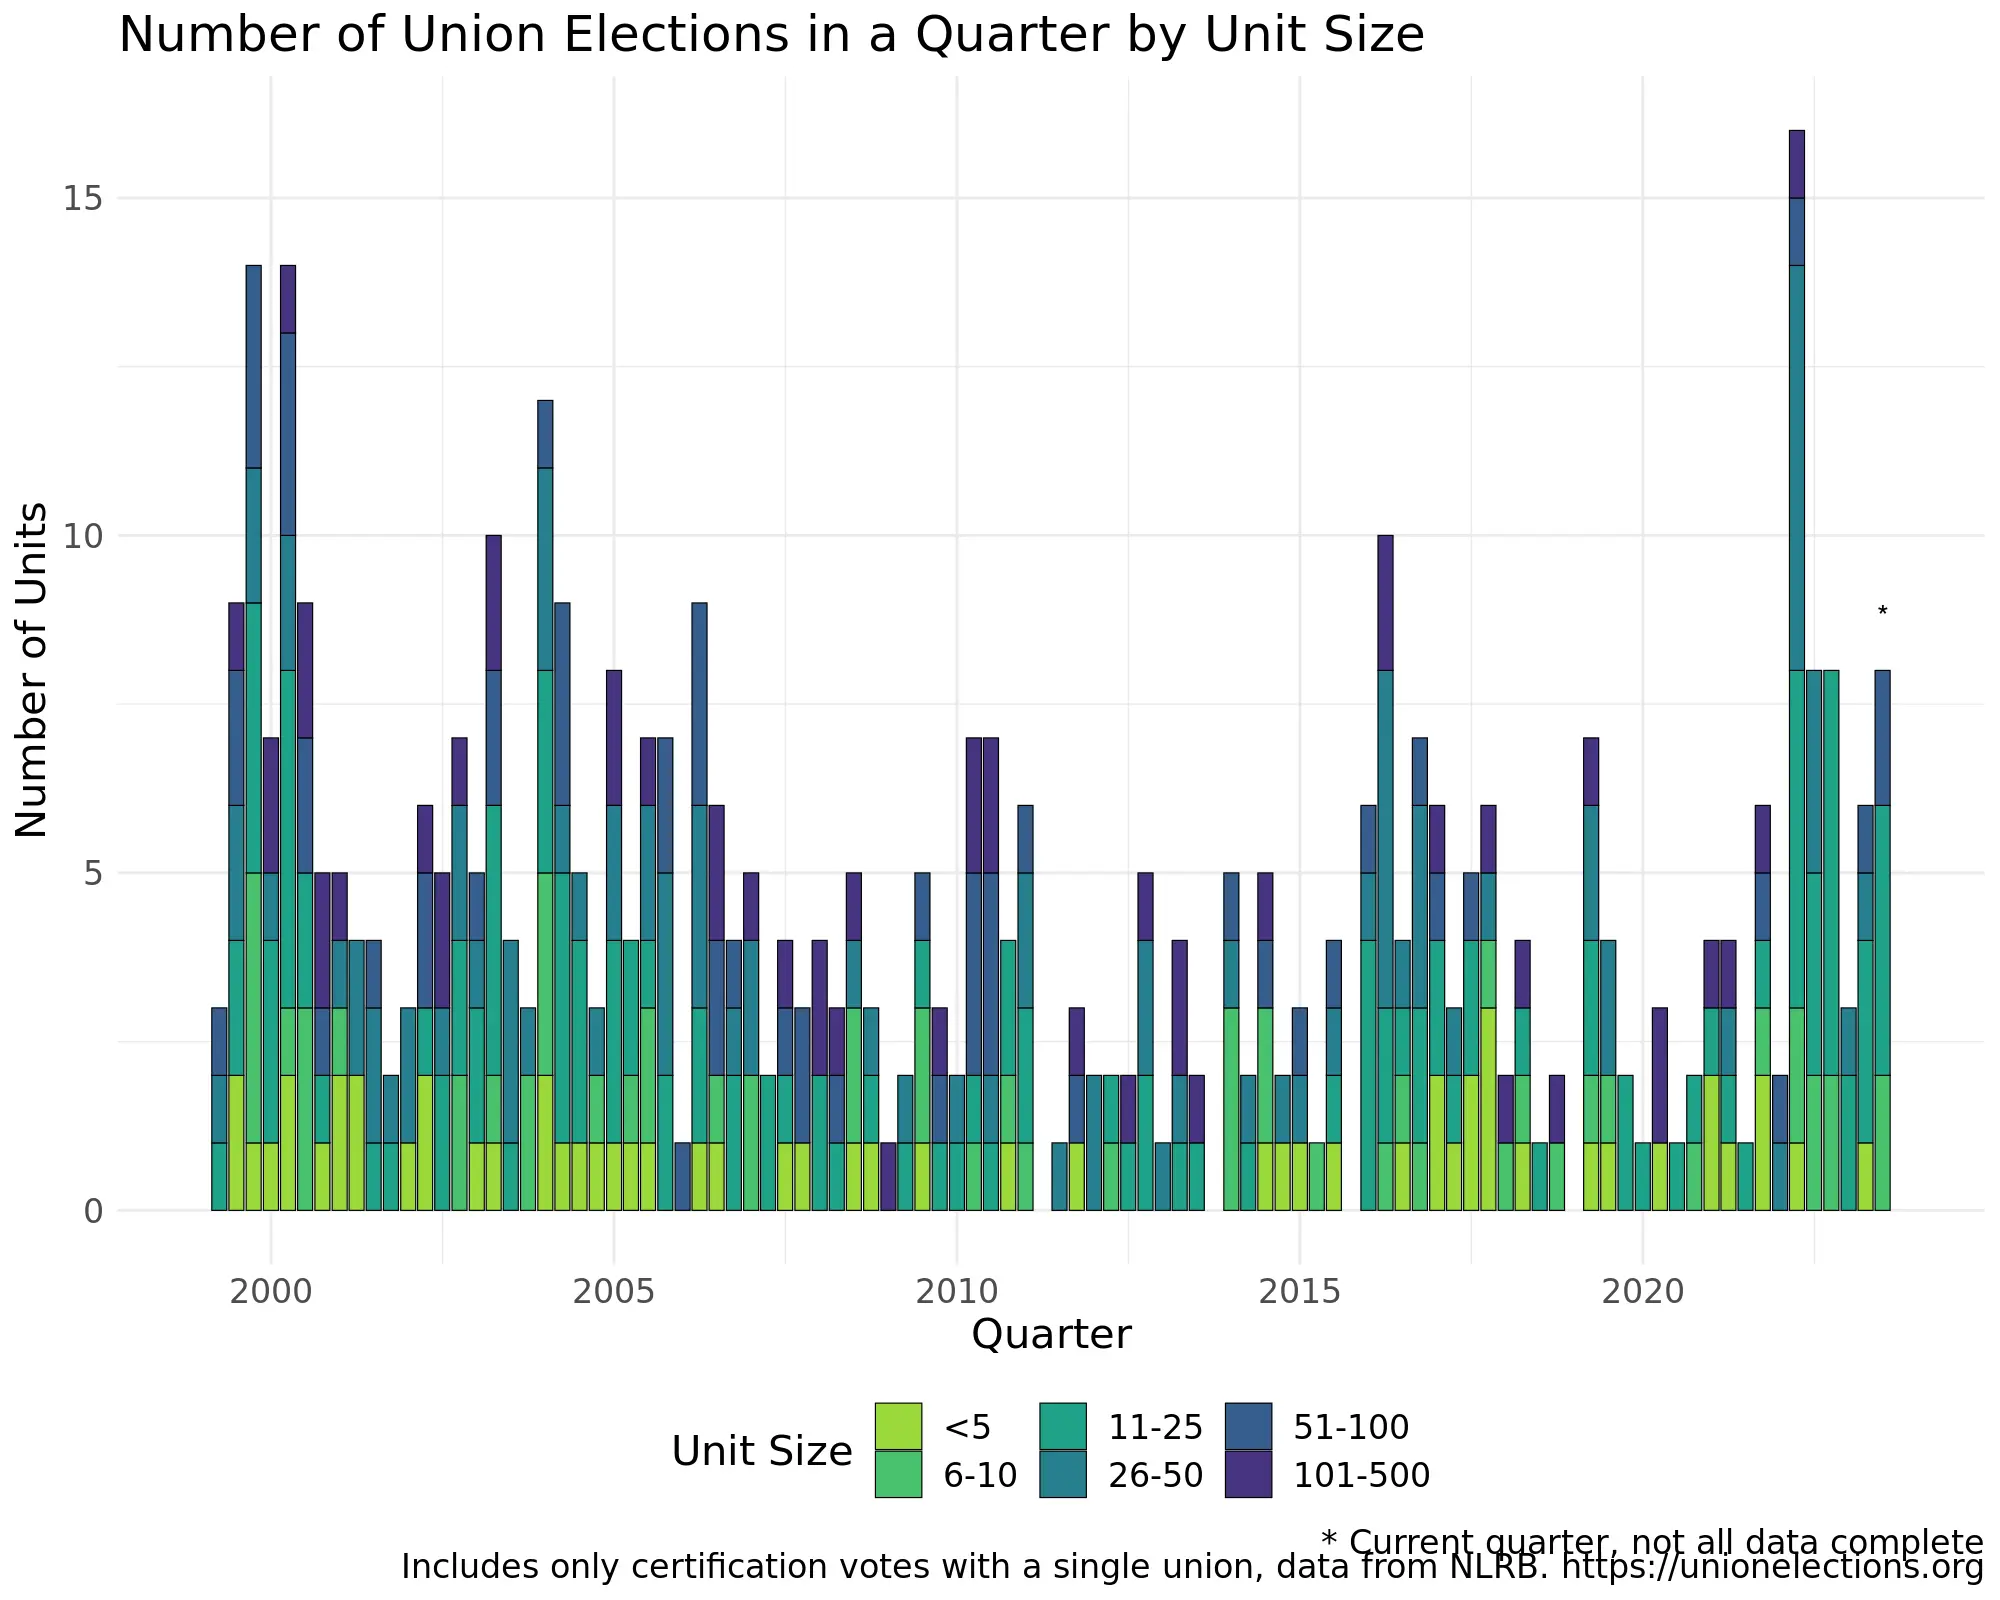 Number of Union Elections in a Quarter by Unit Size
Number of Units
15
10
5
0
*
2000 2005 2010 2015 2020
Quarter
Unit Size
<5 11-25 51-100
6-10 26-50 101-500
* Current quarter, not all data complete
Includes only certification votes with a single union, data from NLRB. https://unionelections.org